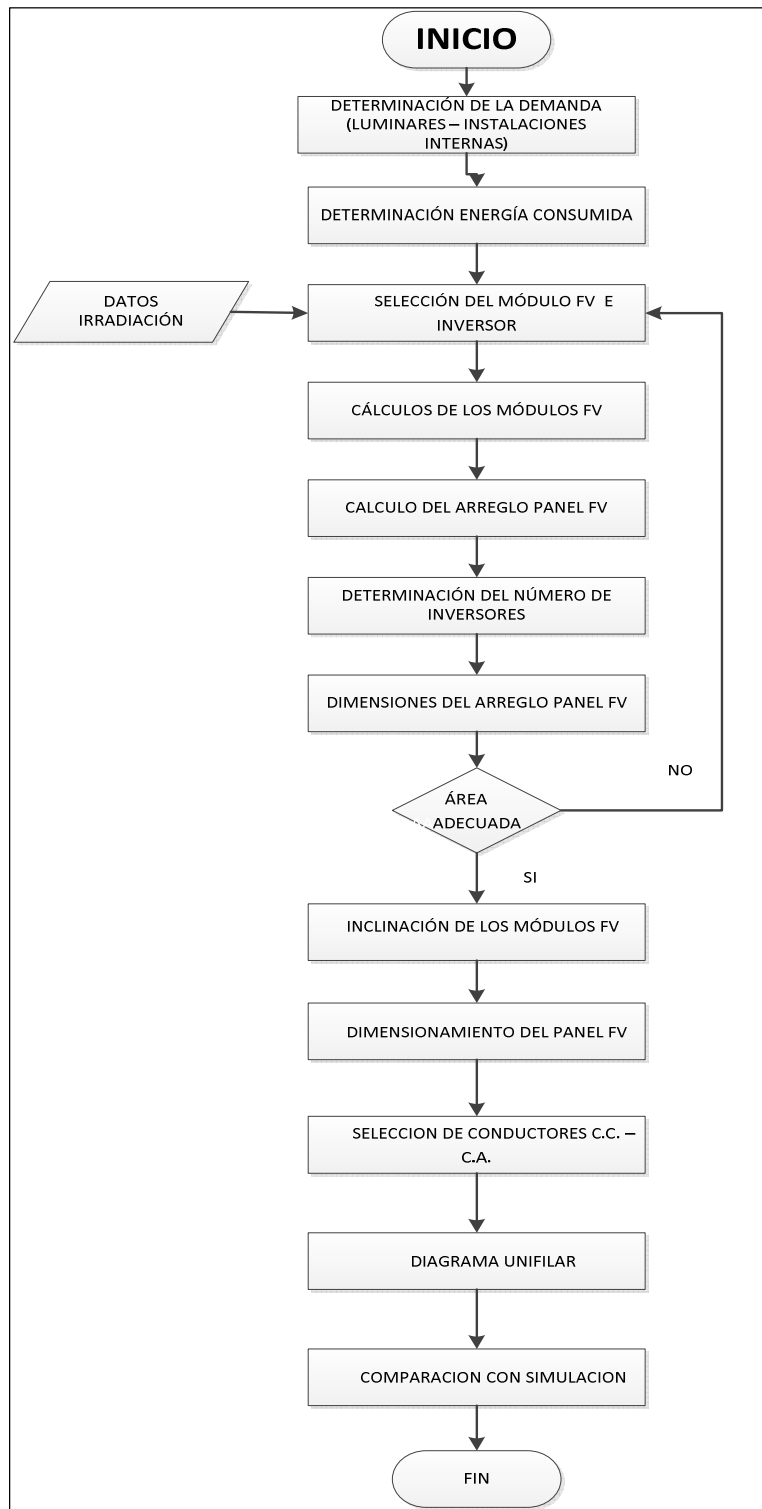 INICIO
DETERMINACIÓN DE LA DEMANDA
(LUMINARES – INSTALACIONES
INTERNAS)
DETERMINACIÓN ENERGÍA CONSUMIDA
DATOS
IRRADIACIÓN
SELECCIÓN DEL MÓDULO FV E
INVERSOR
CÁLCULOS DE LOS MÓDULOS FV
CALCULO DEL ARREGLO PANEL FV
DETERMINACIÓN DEL NÚMERO DE
INVERSORES
DIMENSIONES DEL ARREGLO PANEL FV
NO
ÁREA
ADECUADA
SI
INCLINACIÓN DE LOS MÓDULOS FV
DIMENSIONAMIENTO DEL PANEL FV
SELECCION DE CONDUCTORES C.C. –
C.A.
DIAGRAMA UNIFILAR
COMPARACION CON SIMULACION
FIN